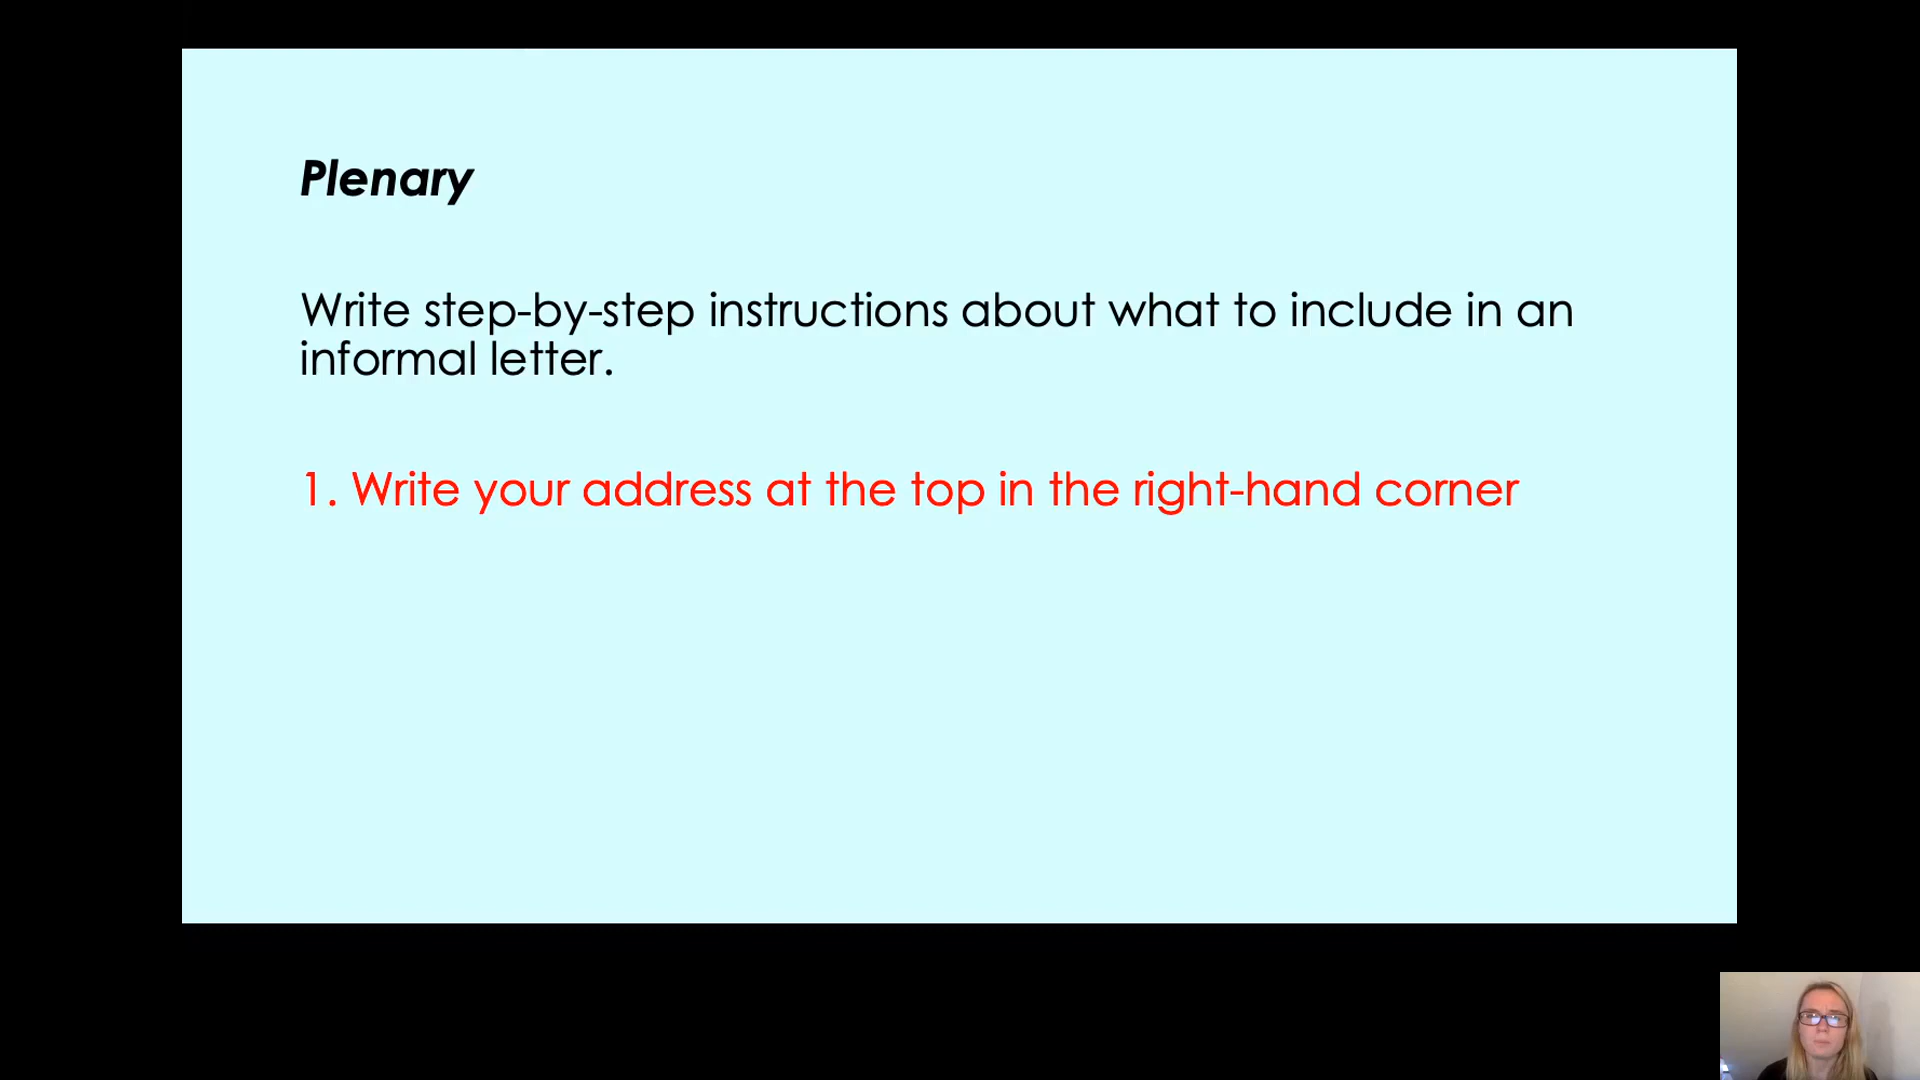 Plenary
Write step-by-step instructions about what to include in an
informal letter.
1. Write your address at the top in the right-hand corner